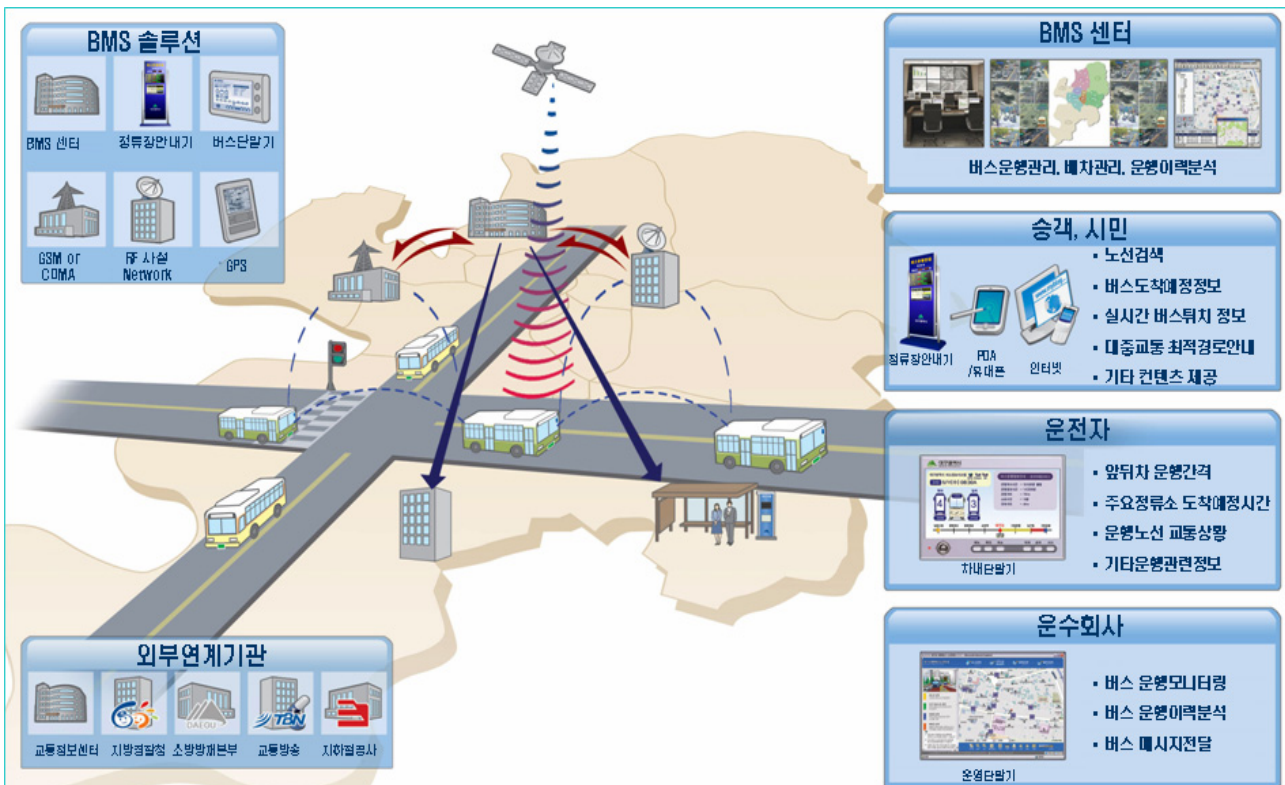 BMS 솔루션
BMS 센터
정류장안내기
버스단말기
GSM or
CDMA
RF 사설
Network
GPS
BMS 센터
버스운행관리, 배차관리, 운행이력분석
승객, 시민
정류장안내기
PDA
/휴대폰
인터넷
▪ 노선검색
▪ 버스도착예정정보
▪ 실시간 버스위치 정보
▪ 대중교통 최적경로안내
▪ 기타 컨텐츠 제공
운전자
차내단말기
▪ 앞뒤차 운행간격
▪ 주요정류소 도착예정시간
▪ 운행노선 교통상황
▪ 기타운행관련정보
운수회사
운영단말기
▪ 버스 운행모니터링
▪ 버스 운행이력분석
▪ 버스 메시지전달
외부연계기관
DAEGU
TBN
교통정보센터
지방경찰청
소방방재본부
교통방송
지하철공사